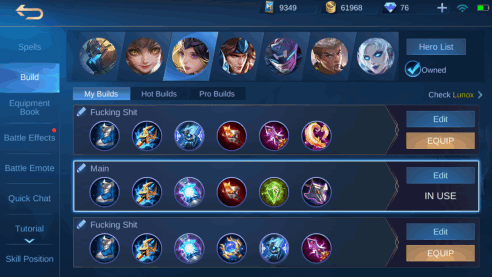 9349
61968
76
Spells
Build
Equipment
Book
Battle Effects
Battle Emote
Quick Chat
Tutorial
Skill Position
Hero List
Owned
My Builds
Hot Builds
Pro Builds
Check Lunox
Fucking Shit
Edit
EQUIP
Main
Edit
IN USE
Fucking Shit
Edit
EQUIP